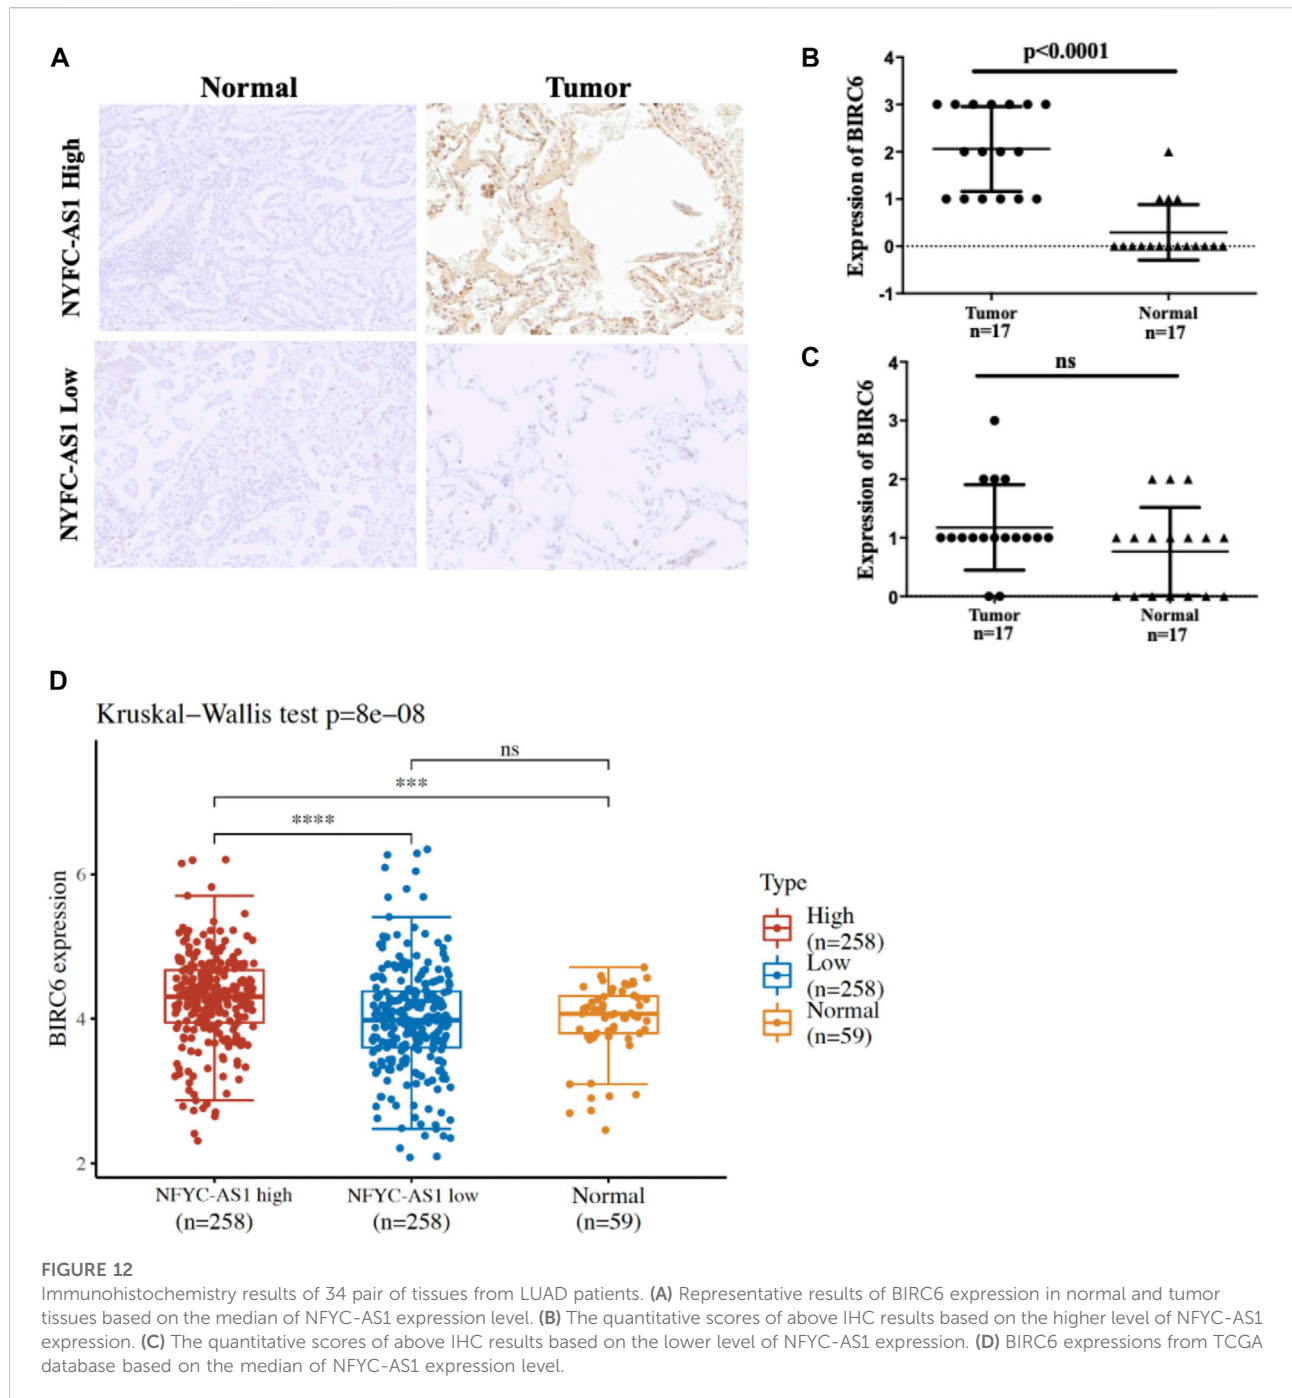 A
Normal
Tumor
NYFC-AS1 High
NYFC-AS1 Low
B
p<0.0001
Expression of BIRC6
4
3
2
1
0
-1
Tumor
n=17
Normal
n=17
C
ns
Expression of BIRC6
4
3
2
1
0
Tumor
n=17
Normal
n=17
D
Kruskal–Wallis test p=8e–08
ns
***
****
BIRC6 expression
6
4
2
NFYC-AS1 high
(n=258)
NFYC-AS1 low
(n=258)
Normal
(n=59)
Type
High
(n=258)
Low
(n=258)
Normal
(n=59)
FIGURE 12
Immunohistochemistry results of 34 pair of tissues from LUAD patients. (A) Representative results of BIRC6 expression in normal and tumor
tissues based on the median of NFYC-AS1 expression level. (B) The quantitative scores of above IHC results based on the higher level of NFYC-AS1
expression. (C) The quantitative scores of above IHC results based on the lower level of NFYC-AS1 expression. (D) BIRC6 expressions from TCGA
database based on the median of NFYC-AS1 expression level.